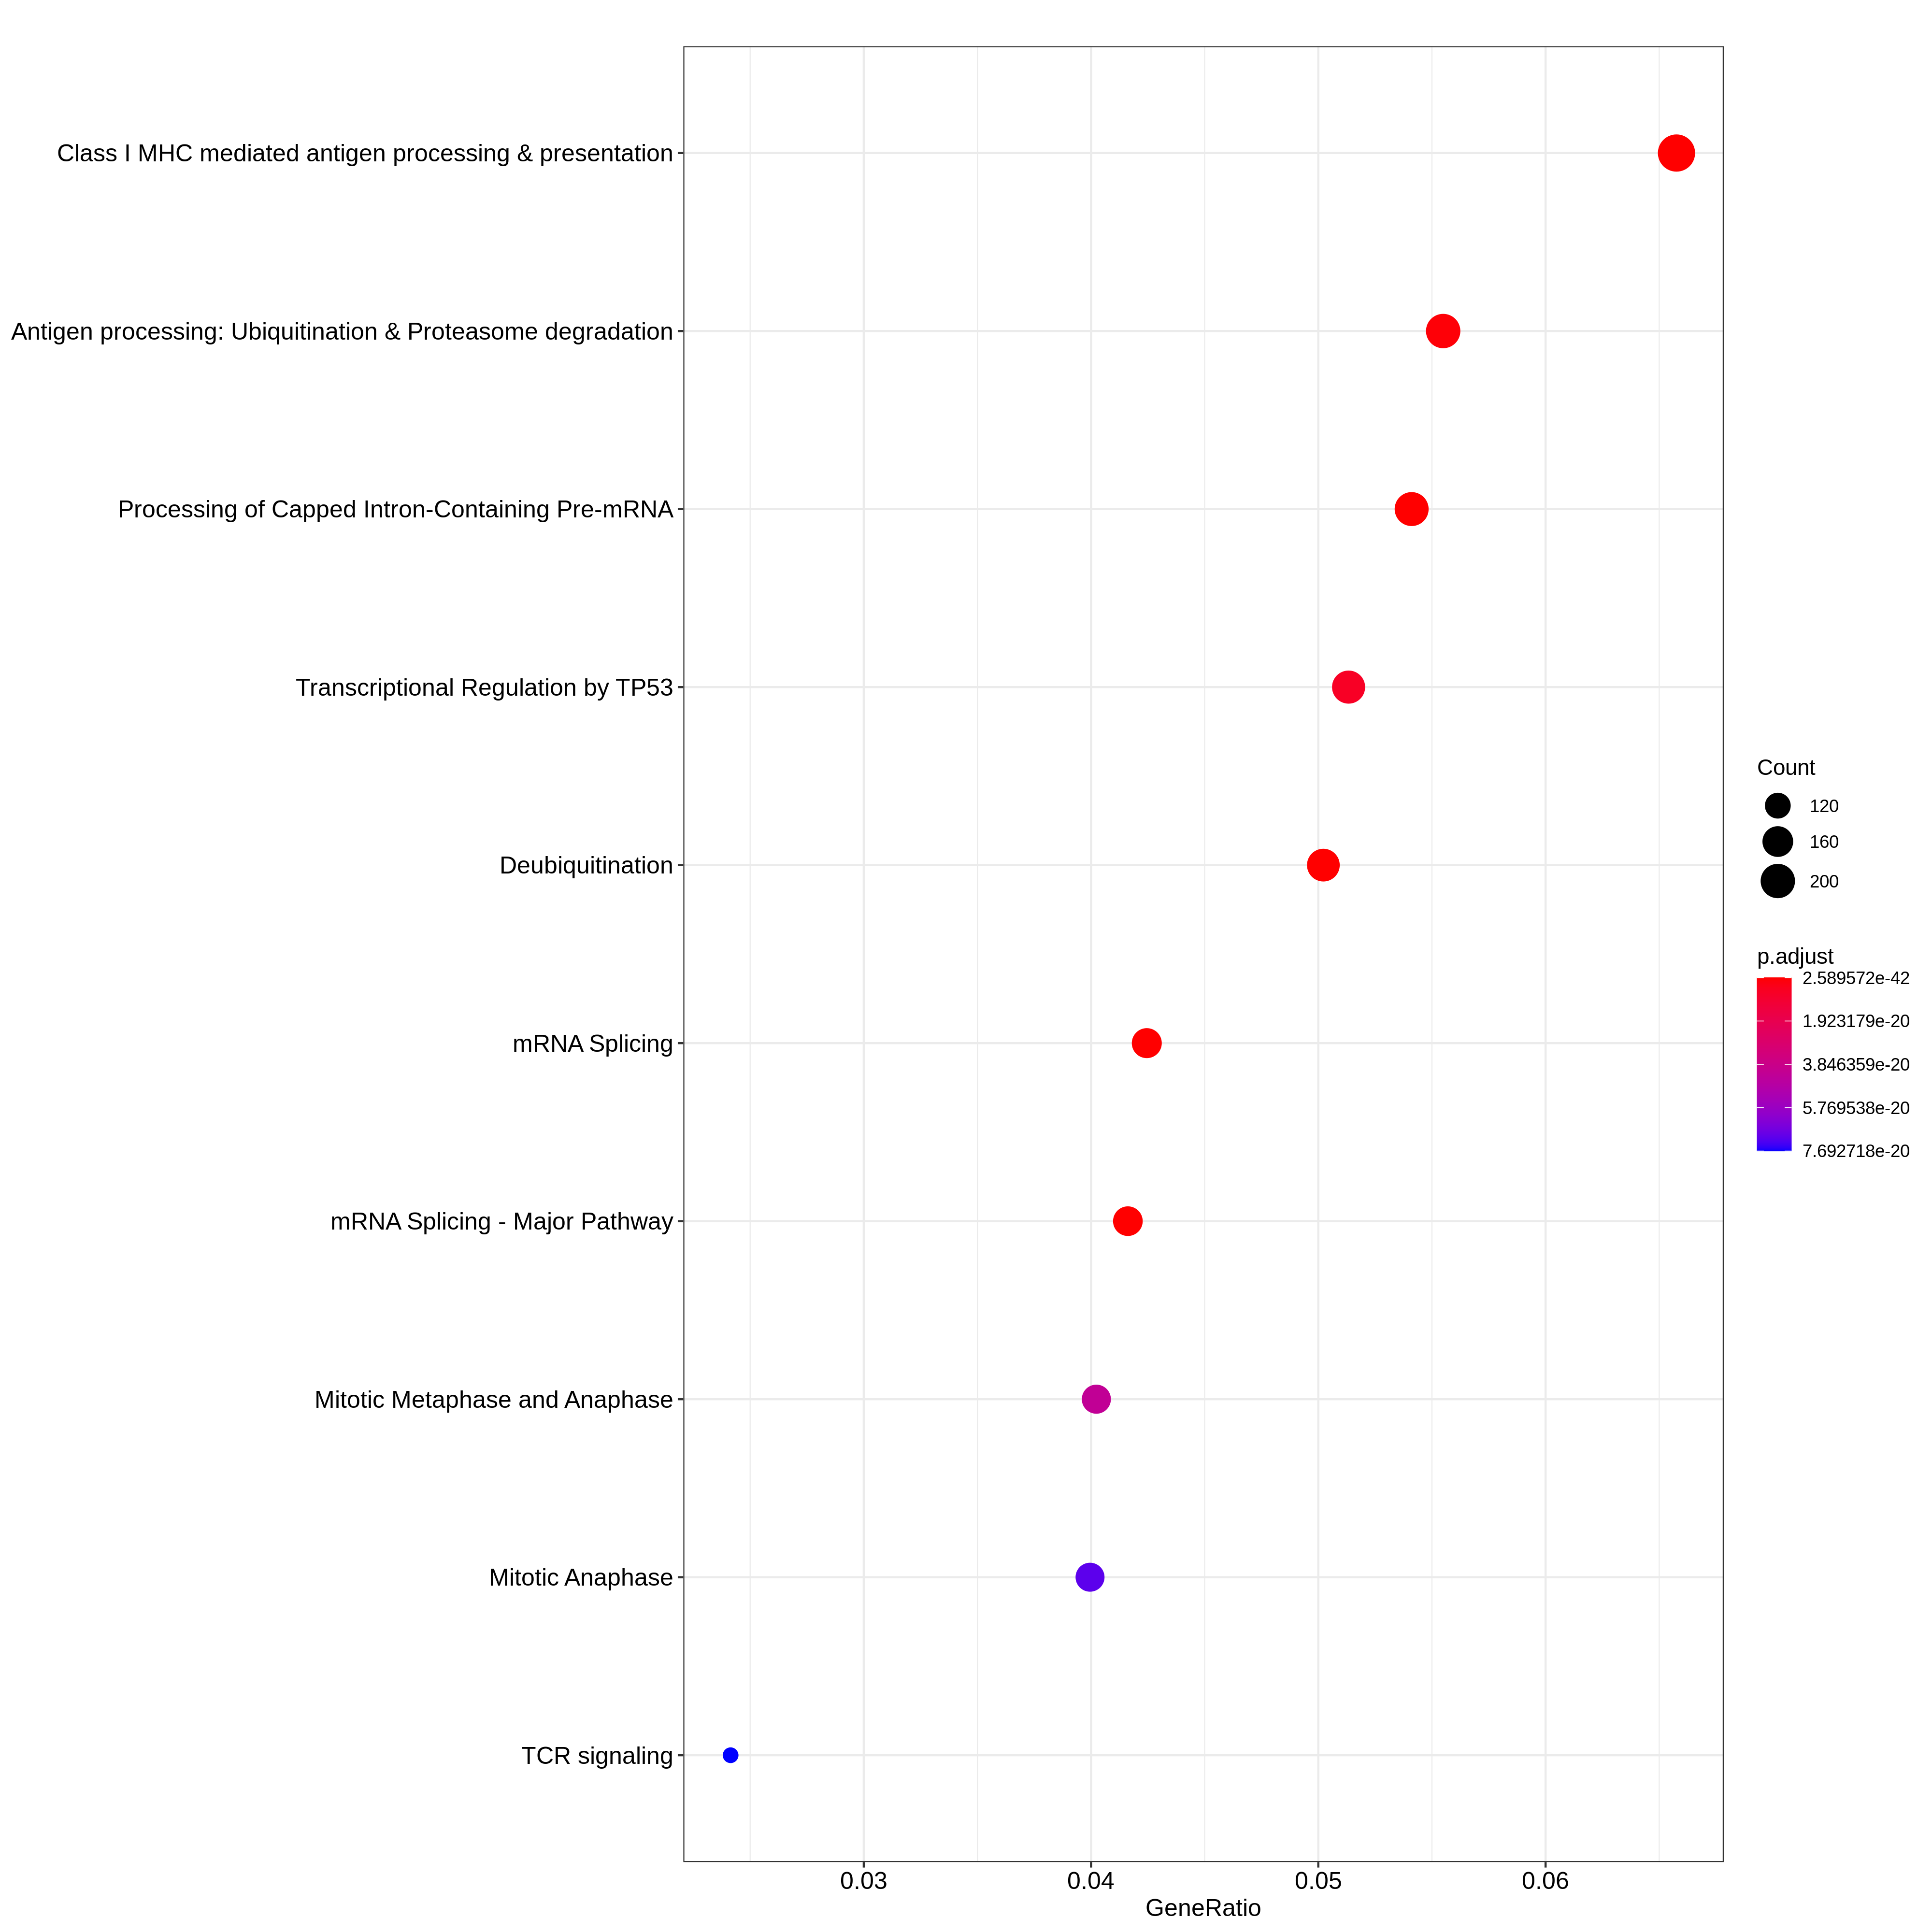 Class I MHC mediated antigen processing & presentation
Antigen processing: Ubiquitination & Proteasome degradation
Processing of Capped Intron-Containing Pre-mRNA
Transcriptional Regulation by TP53
Deubiquitination
mRNA Splicing
mRNA Splicing - Major Pathway
Mitotic Metaphase and Anaphase
Mitotic Anaphase
TCR signaling
0.03 0.04 0.05 0.06
GeneRatio
Count
120
160
200
p.adjust
2.589572e-42
1.923179e-20
3.846359e-20
5.769538e-20
7.692718e-20